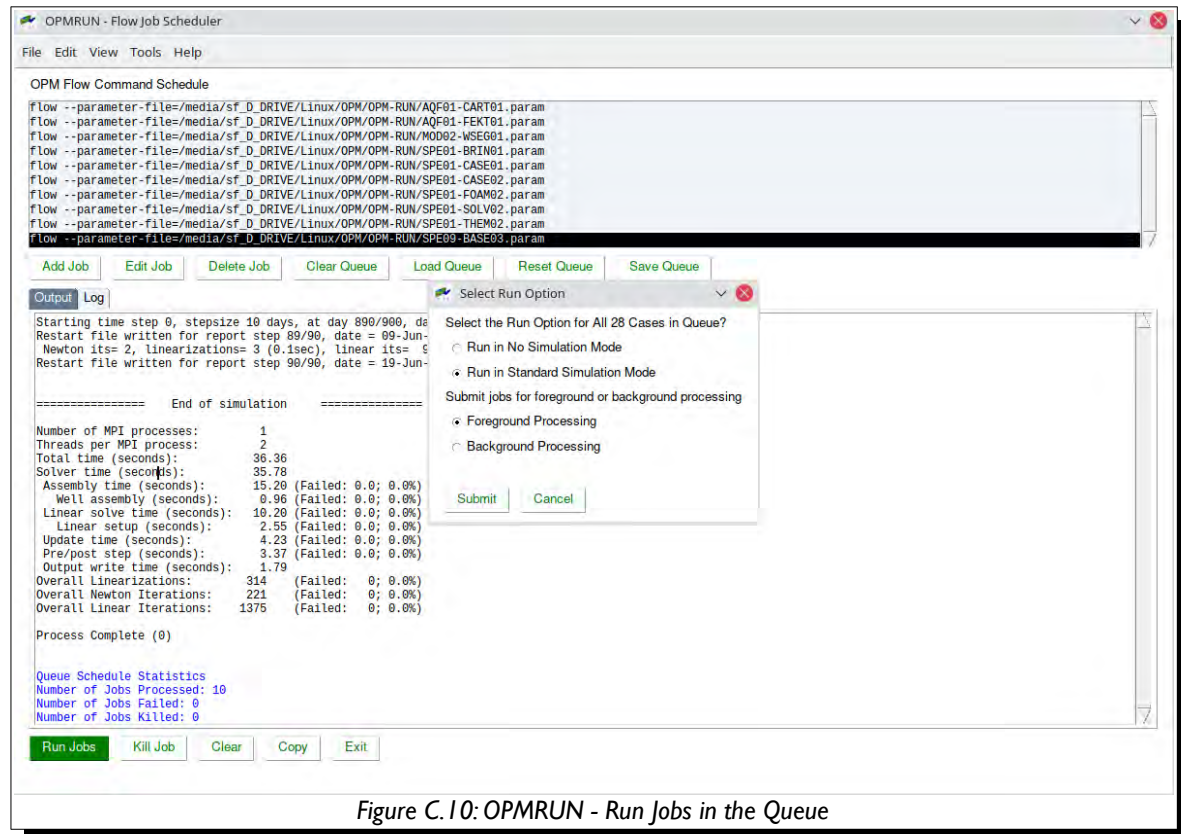 OPMRUN - Flow Job Scheduler
File Edit View Tools Help
OPM Flow Command Schedule
flow --parameter-file=/media/sf_D_DRIVE/Linux/OPM/OPM-RUN/AQF01-CART01.param
flow --parameter-file=/media/sf_D_DRIVE/Linux/OPM/OPM-RUN/AQF01-FEKT01.param
flow --parameter-file=/media/sf_D_DRIVE/Linux/OPM/OPM-RUN/MOD02-WSEG01.param
flow --parameter-file=/media/sf_D_DRIVE/Linux/OPM/OPM-RUN/SPE01-BRIN01.param
flow --parameter-file=/media/sf_D_DRIVE/Linux/OPM/OPM-RUN/SPE01-CASE01.param
flow --parameter-file=/media/sf_D_DRIVE/Linux/OPM/OPM-RUN/SPE01-CASE02.param
flow --parameter-file=/media/sf_D_DRIVE/Linux/OPM/OPM-RUN/SPE01-FOAM02.param
flow --parameter-file=/media/sf_D_DRIVE/Linux/OPM/OPM-RUN/SPE01-SOLV02.param
flow --parameter-file=/media/sf_D_DRIVE/Linux/OPM/OPM-RUN/SPE01-THEM02.param
flow --parameter-file=/media/sf_D_DRIVE/Linux/OPM/OPM-RUN/SPE09-BASE03.param
Add Job Edit Job Delete Job Clear Queue Load Queue Reset Queue Save Queue
Output Log
Starting time step 0, stepsize 10 days, at day 890/900, da
Restart file written for report step 89/90, date = 09-Jun-
Newton its= 2, linearizations= 3 (0.1sec), linear its= 9
Restart file written for report step 90/90, date = 19-Jun-
================ End of simulation ===============
Number of MPI processes: 1
Threads per MPI process: 2
Total time (seconds): 36.36
Solver time (seconds): 35.78
Assembly time (seconds): 15.20 (Failed: 0.0; 0.0%)
Well assembly (seconds): 0.96 (Failed: 0.0; 0.0%)
Linear solve time (seconds): 10.20 (Failed: 0.0; 0.0%)
Linear setup (seconds): 2.55 (Failed: 0.0; 0.0%)
Update time (seconds): 4.23 (Failed: 0.0; 0.0%)
Pre/post step (seconds): 3.37 (Failed: 0.0; 0.0%)
Output write time (seconds): 1.79
Overall Linearizations: 314 (Failed: 0; 0.0%)
Overall Newton Iterations: 221 (Failed: 0; 0.0%)
Overall Linear Iterations: 1375 (Failed: 0; 0.0%)
Process Complete (0)
Queue Schedule Statistics
Number of Jobs Processed: 10
Number of Jobs Failed: 0
Number of Jobs Killed: 0
Select Run Option
Select the Run Option for All 28 Cases in Queue?
Run in No Simulation Mode
Run in Standard Simulation Mode
Submit jobs for foreground or background processing
Foreground Processing
Background Processing
Submit Cancel
Run Jobs Kill Job Clear Copy Exit
Figure C.10: OPMRUN - Run Jobs in the Queue